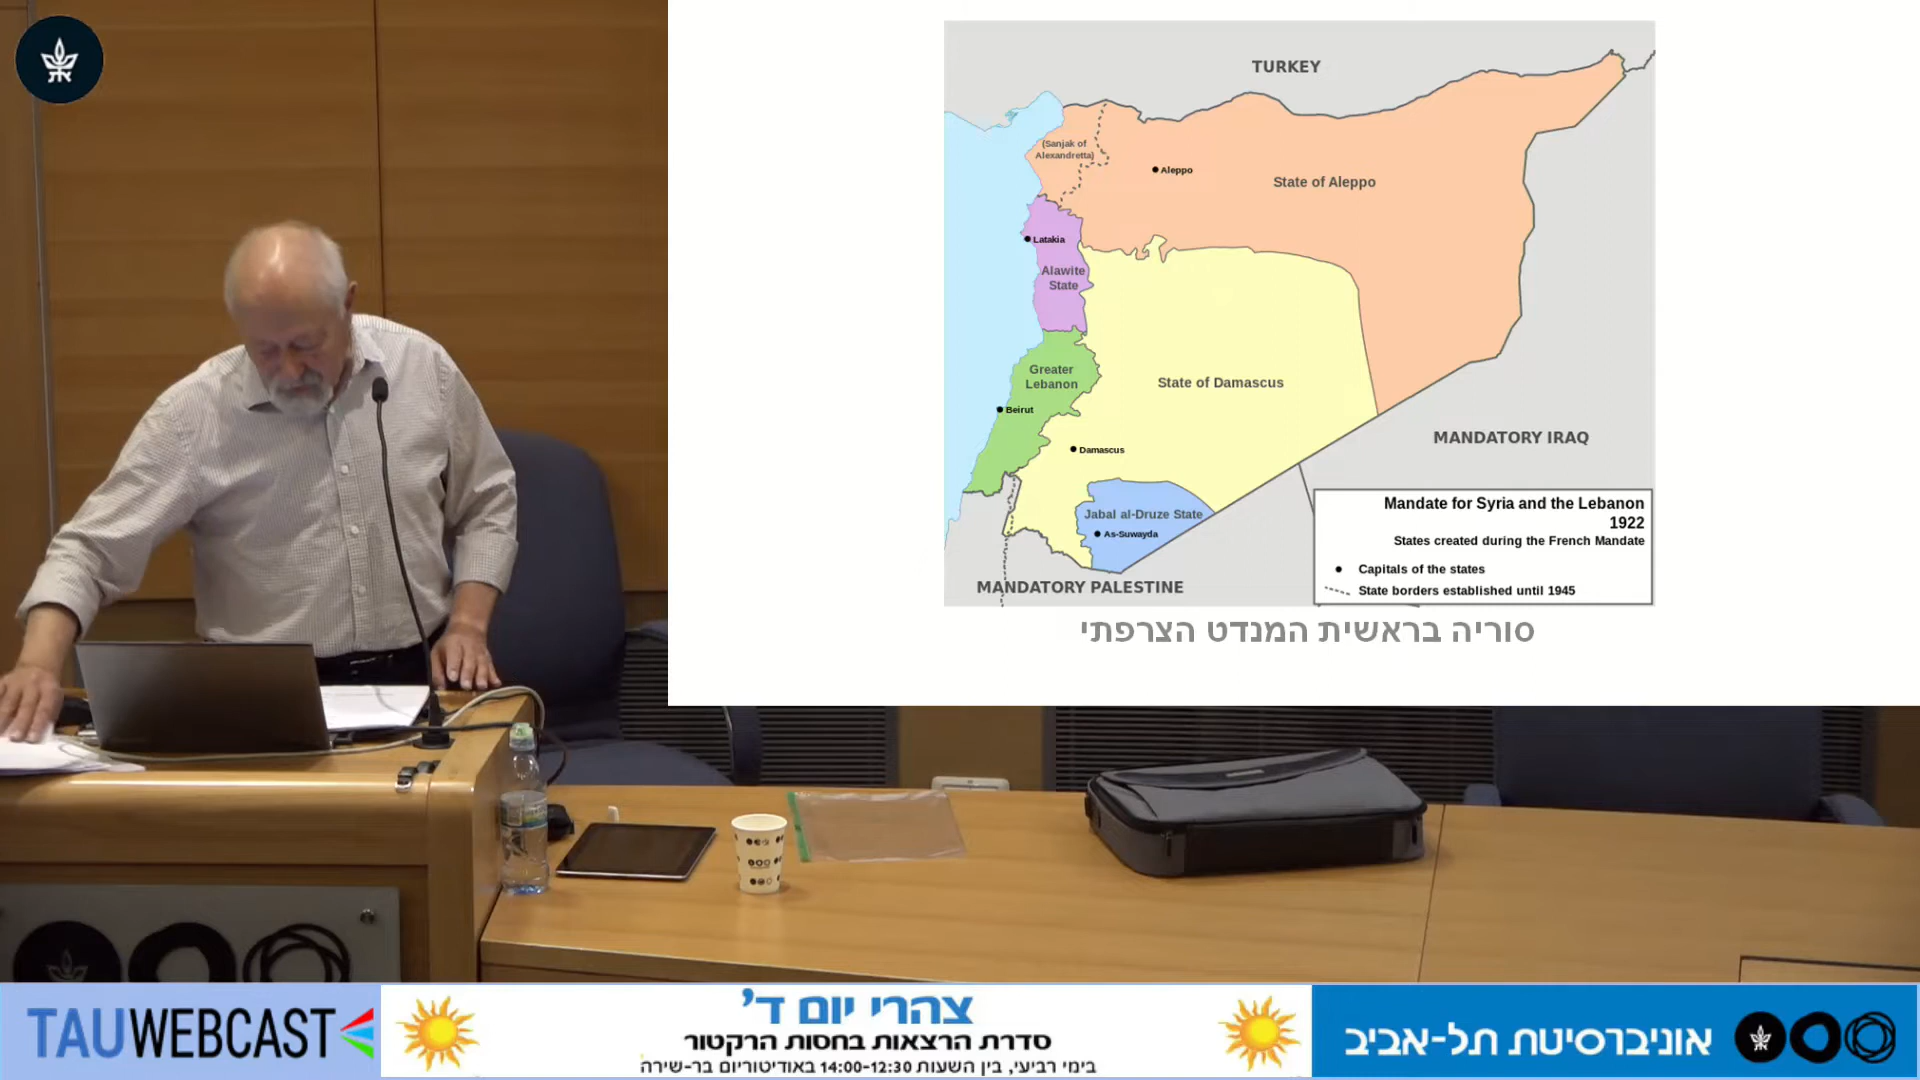 TURKEY
(Sanjak of
Alexandretta)
Aleppo
State of Aleppo
Latakia
Alawite
State
Greater
Lebanon
Beirut
State of Damascus
Damascus
MANDATORY IRAQ
Jabal al-Druze State
As-Suwayda
MANDATORY PALESTINE
Mandate for Syria and the Lebanon
1922
States created during the French Mandate
Capitals of the states
State borders established until 1945
סוריה בראשית המנדט הצרפתי
TAUWEBCAST
צהרי יום ד'
סדרת הרצאות בחסות הרקטור
בימי רביעי, בין השעות 14:00-12:30 באודיטוריום בר-שירה
אוניברסיטת תל-אביב